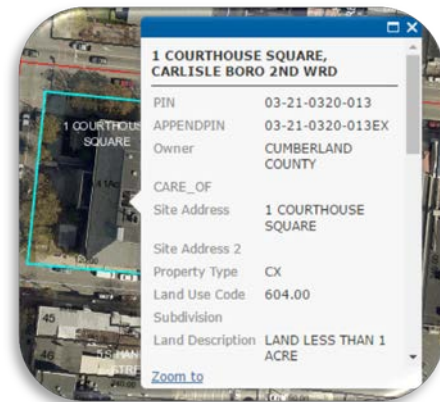 1 COURTHOUSE SQUARE,
CARLISLE BORO 2ND WRD
PIN 03-21-0320-013
APPENDPIN 03-21-0320-013EX
Owner CUMBERLAND
COUNTY
CARE_OF
Site Address 1 COURTHOUSE
SQUARE
Site Address 2
Property Type CX
Land Use Code 604.00
Subdivision
Land Description LAND LESS THAN 1
ACRE
Zoom to
1 COURTHOUS
SQUARE
45
46